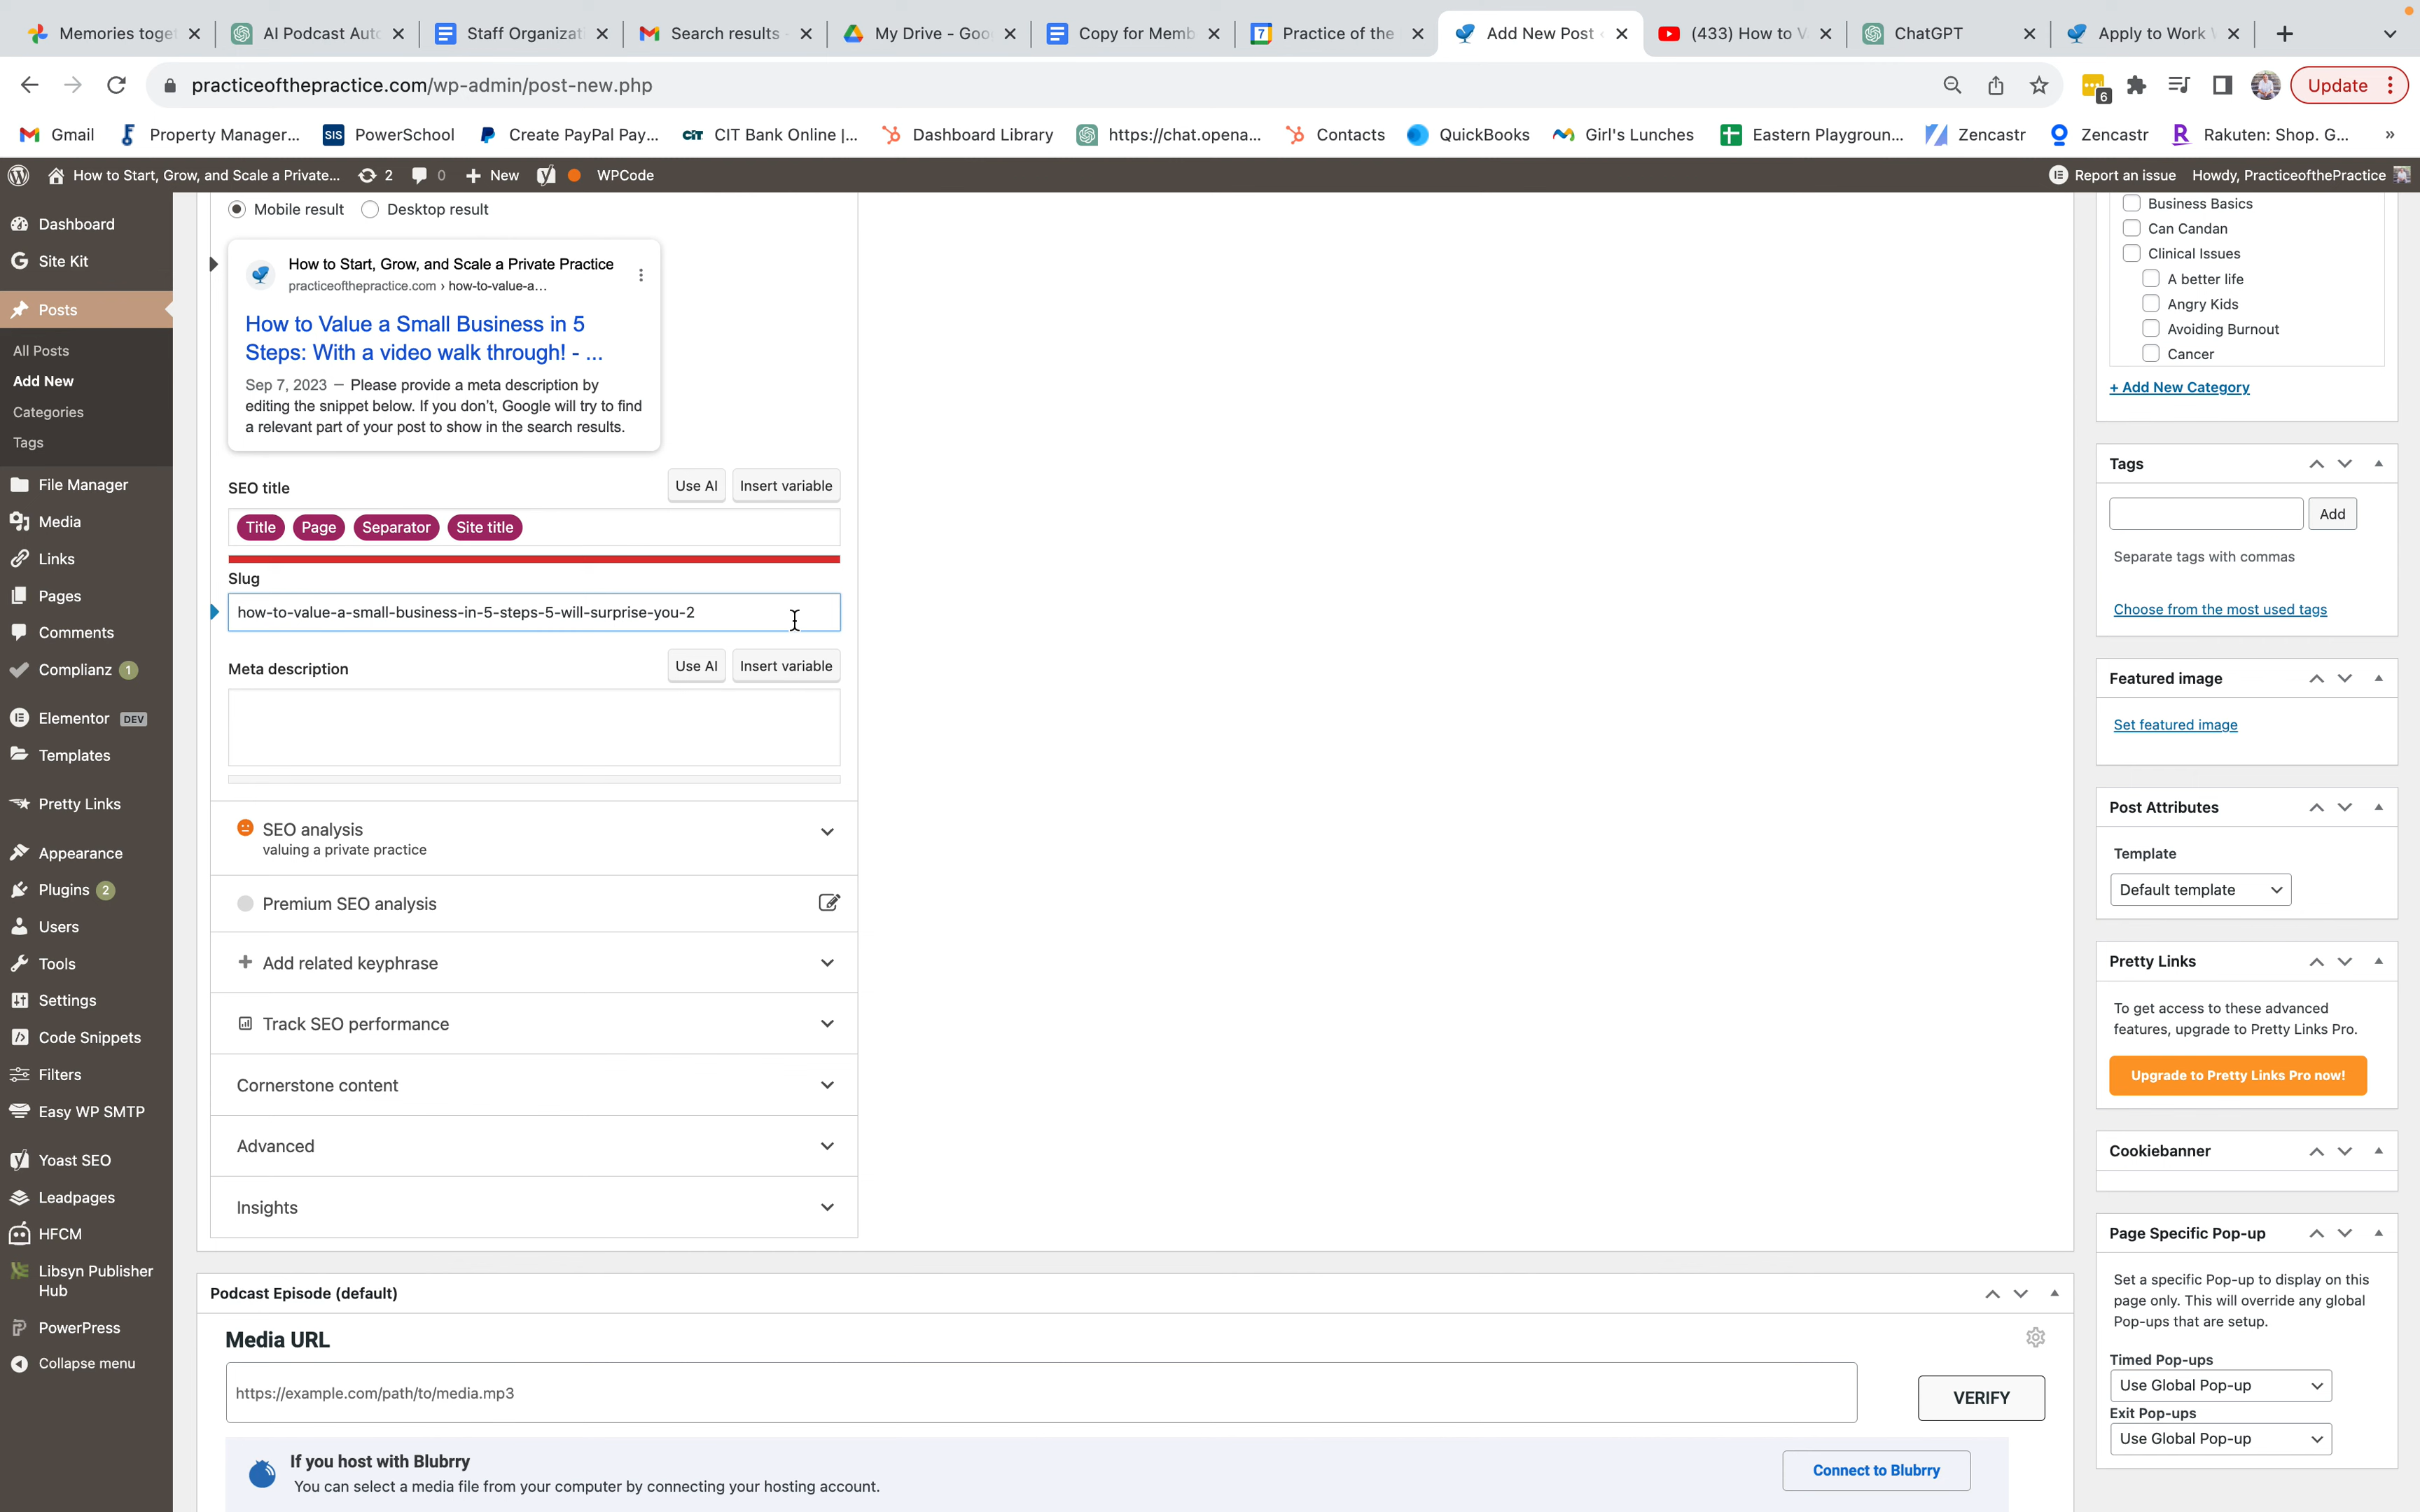 Memories toge
AI Podcast Aut
Staff Organizat
Search results
My Drive - Goo
Copy for Memb
Practice of the
Add New Post
(433) How to V
ChatGPT
Apply to Work
practiceofthepractice.com/wp-admin/post-new.php
6
Update
Gmail
Property Manager...
SIS PowerSchool
Create PayPal Pay...
CIT CIT Bank Online |...
Dashboard Library
https://chat.opena...
Contacts
QuickBooks
Girl's Lunches
Eastern Playgroun...
Zencastr
Zencastr
Rakuten: Shop. G...
»
How to Start, Grow, and Scale a Private...
2
0
New
WPCode
Report an issue
Howdy, PracticeofthePractice
Dashboard
Site Kit
Posts
All Posts
Add New
Categories
Tags
File Manager
Media
Links
Pages
Comments
Complianz 1
Elementor DEV
Templates
Pretty Links
Appearance
Plugins 2
Users
Tools
Settings
Code Snippets
Filters
Easy WP SMTP
Yoast SEO
Leadpages
HFCM
Libsyn Publisher
Hub
PowerPress
Collapse menu
Mobile result
Desktop result
How to Start, Grow, and Scale a Private Practice
practiceofthepractice.com › how-to-value-a...
How to Value a Small Business in 5
Steps: With a video walk through! - ...
Sep 7, 2023 – Please provide a meta description by
editing the snippet below. If you don't, Google will try to find
a relevant part of your post to show in the search results.
SEO title
Use AI
Insert variable
Title Page Separator Site title
Slug
how-to-value-a-small-business-in-5-steps-5-will-surprise-you-2
Meta description
Use AI
Insert variable
SEO analysis
valuing a private practice
Premium SEO analysis
Add related keyphrase
Track SEO performance
Cornerstone content
Advanced
Insights
Podcast Episode (default)
Media URL
https://example.com/path/to/media.mp3
VERIFY
If you host with Blubrry
You can select a media file from your computer by connecting your hosting account.
Connect to Blubrry
Business Basics
Can Candan
Clinical Issues
A better life
Angry Kids
Avoiding Burnout
Cancer
+ Add New Category
Tags
Add
Separate tags with commas
Choose from the most used tags
Featured image
Set featured image
Post Attributes
Template
Default template
Pretty Links
To get access to these advanced
features, upgrade to Pretty Links Pro.
Upgrade to Pretty Links Pro now!
Cookiebanner
Page Specific Pop-up
Set a specific Pop-up to display on this
page only. This will override any global
Pop-ups that are setup.
Timed Pop-ups
Use Global Pop-up
Exit Pop-ups
Use Global Pop-up